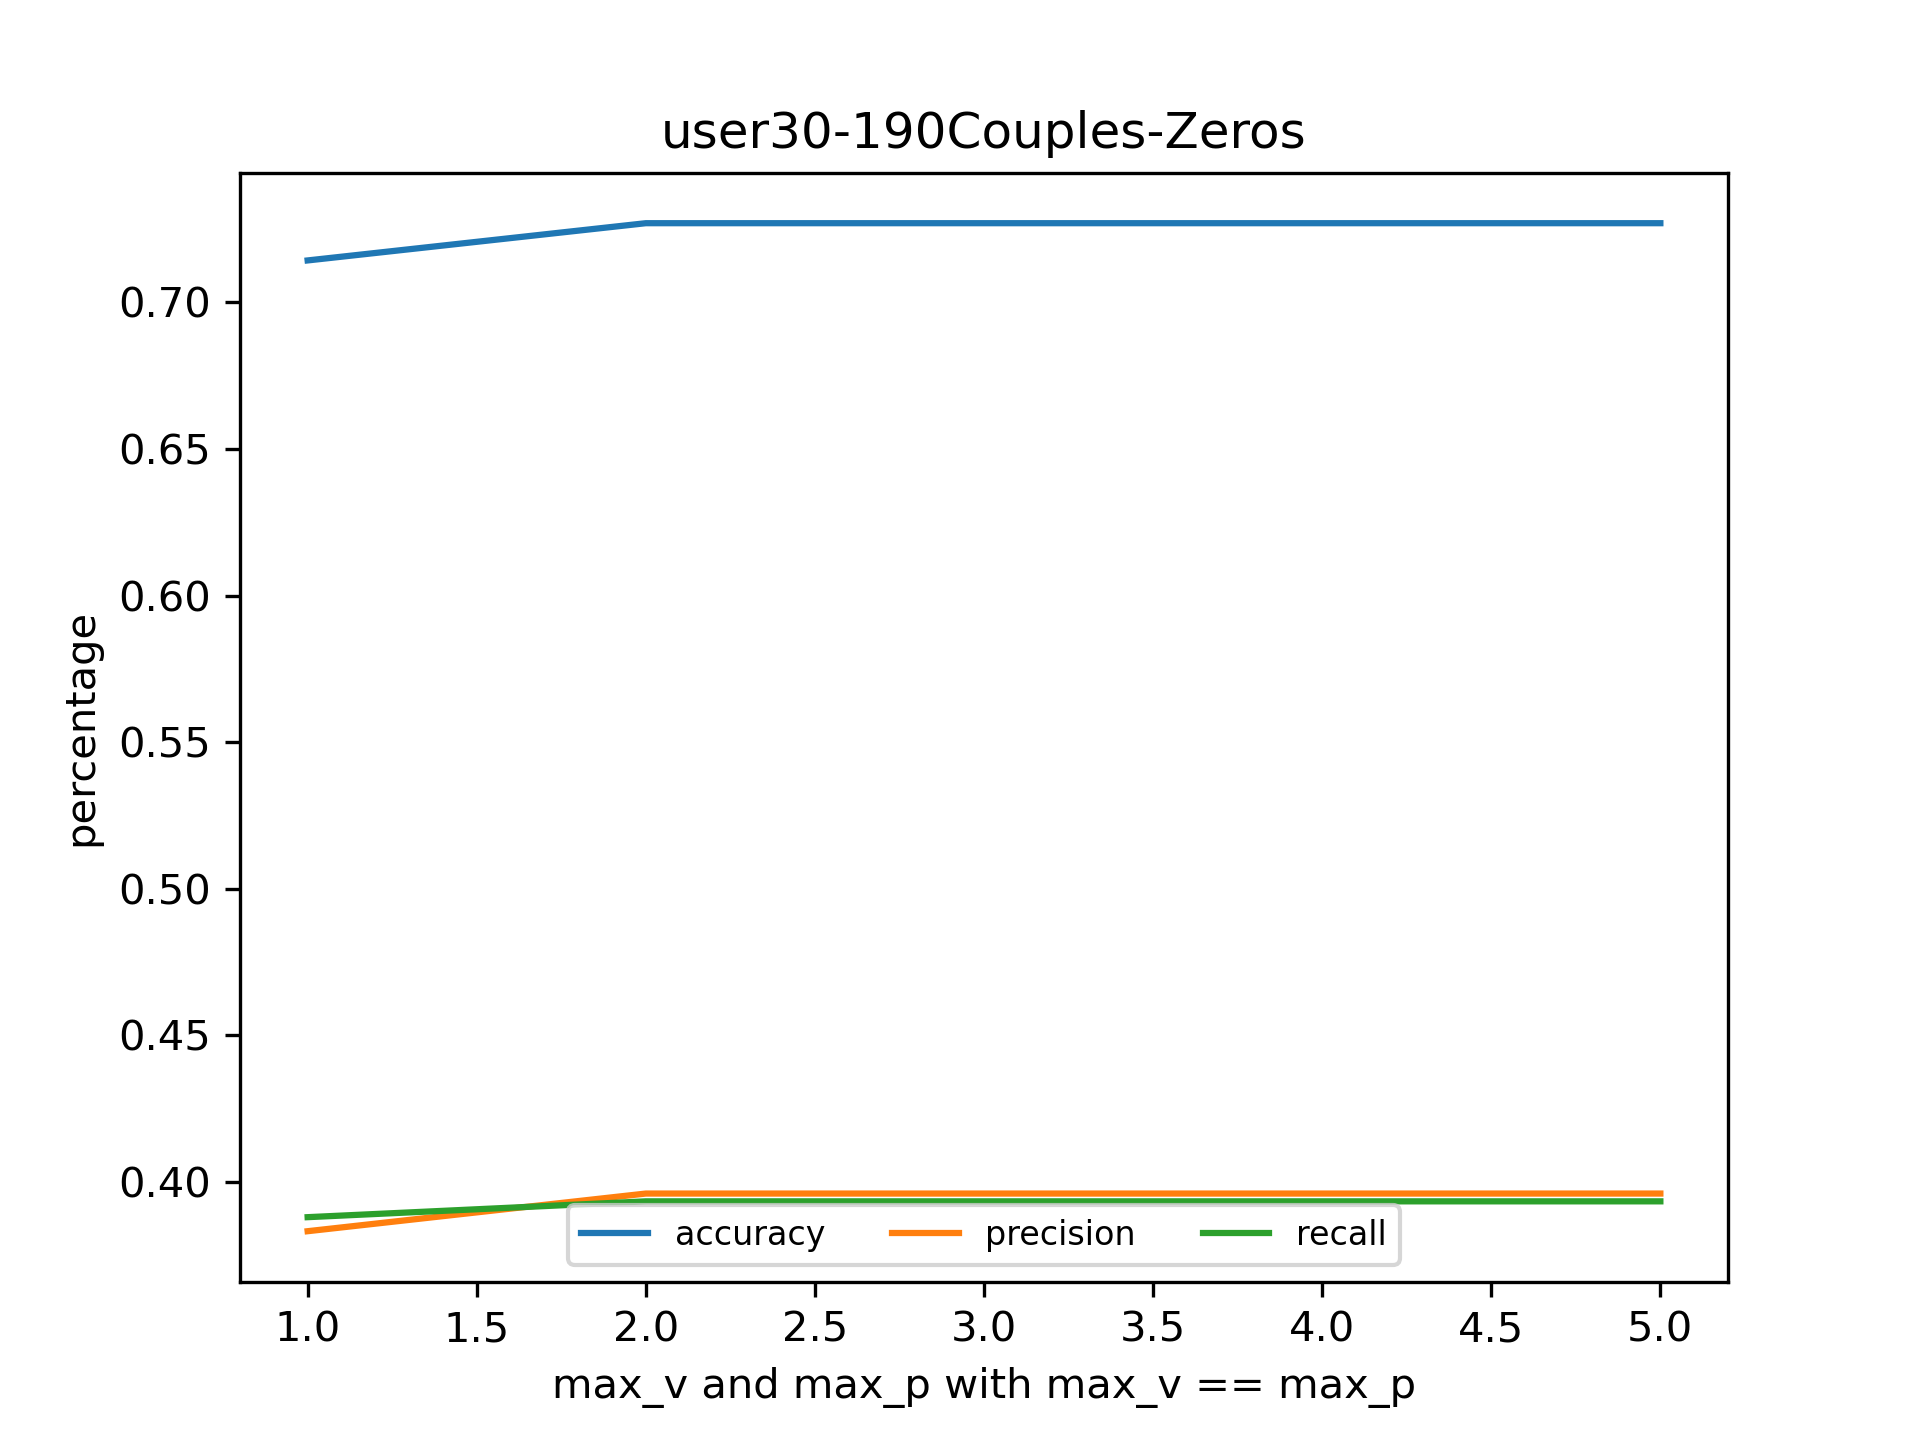 user30-190Couples-Zeros
percentage
0.70
0.65
0.60
0.55
0.50
0.45
0.40
accuracy precision recall
1.0 1.5 2.0 2.5 3.0 3.5 4.0 4.5 5.0
max_v and max_p with max_v == max_p